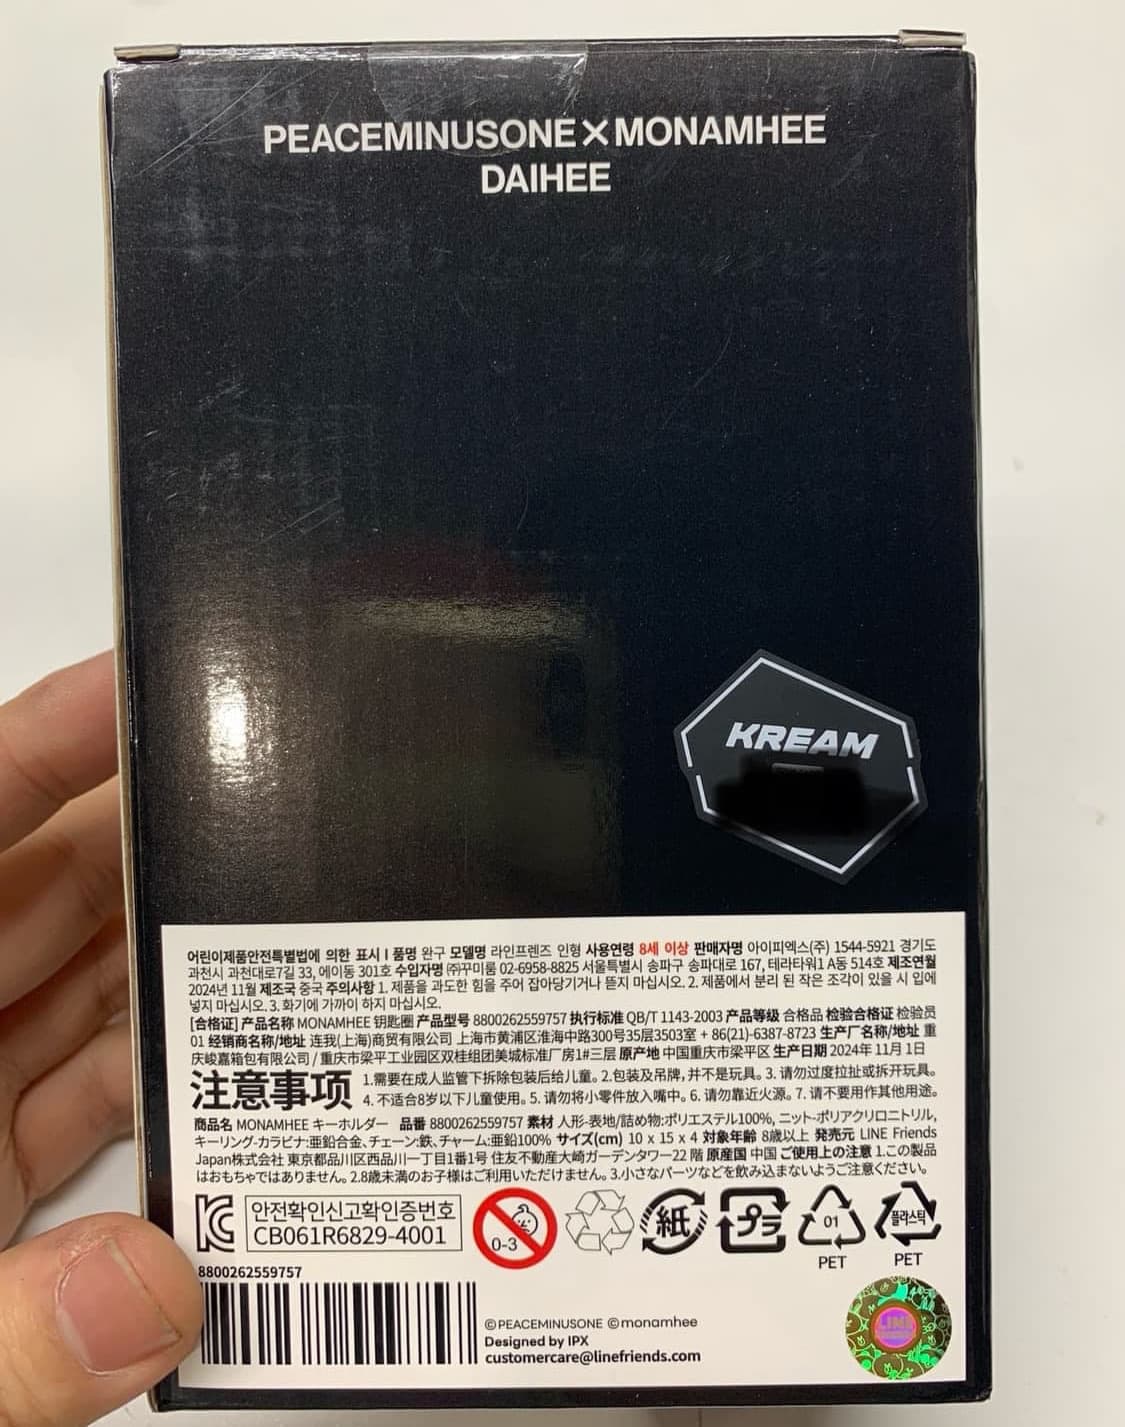 PEACEMINUSONE X MONAMHEE
DAIHEE
KREAM
어린이제품안전특별법에 의한 표시 I 품명 완구 모델명 라인프렌즈 인형 사용연령 8세 이상 판매자명 아이피엑스(주) 1544-5921 경기도
과천시 과천대로7길 33, 에이동 301호 수입자명 ㈜꾸미룸 02-6958-8825 서울특별시 송파구 송파대로 167, 테라타워1 A동 514호 제조연월
2024년 11월 제조국 중국 주의사항 1. 제품을 과도한 힘을 주어 잡아당기거나 뜯지 마십시오. 2. 제품에서 분리 된 작은 조각이 있을 시 입에
넣지 마십시오. 3. 화기에 가까이 하지 마십시오.
[合格证] 产品名称 MONAMHEE 钥匙圈 产品型号 8800262559757 执行标准 QB/T 1143-2003 产品等级 合格品 检验合格证 检验员
01 经销商名称/地址 连我(上海)商贸有限公司 上海市黄浦区淮海中路300号35层3503室 + 86(21)-6387-8723 生产厂名称/地址 重
庆峻嘉箱包有限公司 / 重庆市梁平工业园区双桂组团美城标准厂房1#三层 原产地 中国重庆市梁平区 生产日期 2024年 11月 1日
注意事项 1.需要在成人监管下拆除包装后给儿童。2.包装及吊牌, 并不是玩具。3. 请勿过度拉扯或拆开玩具。
4. 不适合8岁以下儿童使用。5. 请勿将小零件放入嘴中。6. 请勿靠近火源。7. 请不要用作其他用途。
商品名 MONAMHEE キーホルダー 品番 8800262559757 素材 人形-表地/詰め物:ポリエステル100%, ニット-ポリアクリロニトリル,
キーリング-カラビナ:亜鉛合金、チェーン:鉄、チャーム:亜鉛100% サイズ(cm) 10 x 15 x 4 対象年齢 8歳以上 発売元 LINE Friends
Japan株式会社 東京都品川区西品川一丁目1番1号 住友不動産大崎ガーデンタワー22 階 原産国 中国 ご使用上の注意 1.この製品
はおもちゃではありません。2.8歳未満のお子様はご利用いただけません。3.小さなパーツなどを飲み込まないようご注意ください。
안전확인신고확인증번호
CB061R6829-4001
0-3
紙
プラ
01
PET
플라스틱
PET
8800262559757
©PEACEMINUSONE ©monamhee
Designed by IPX
customercare@linefriends.com
LINE